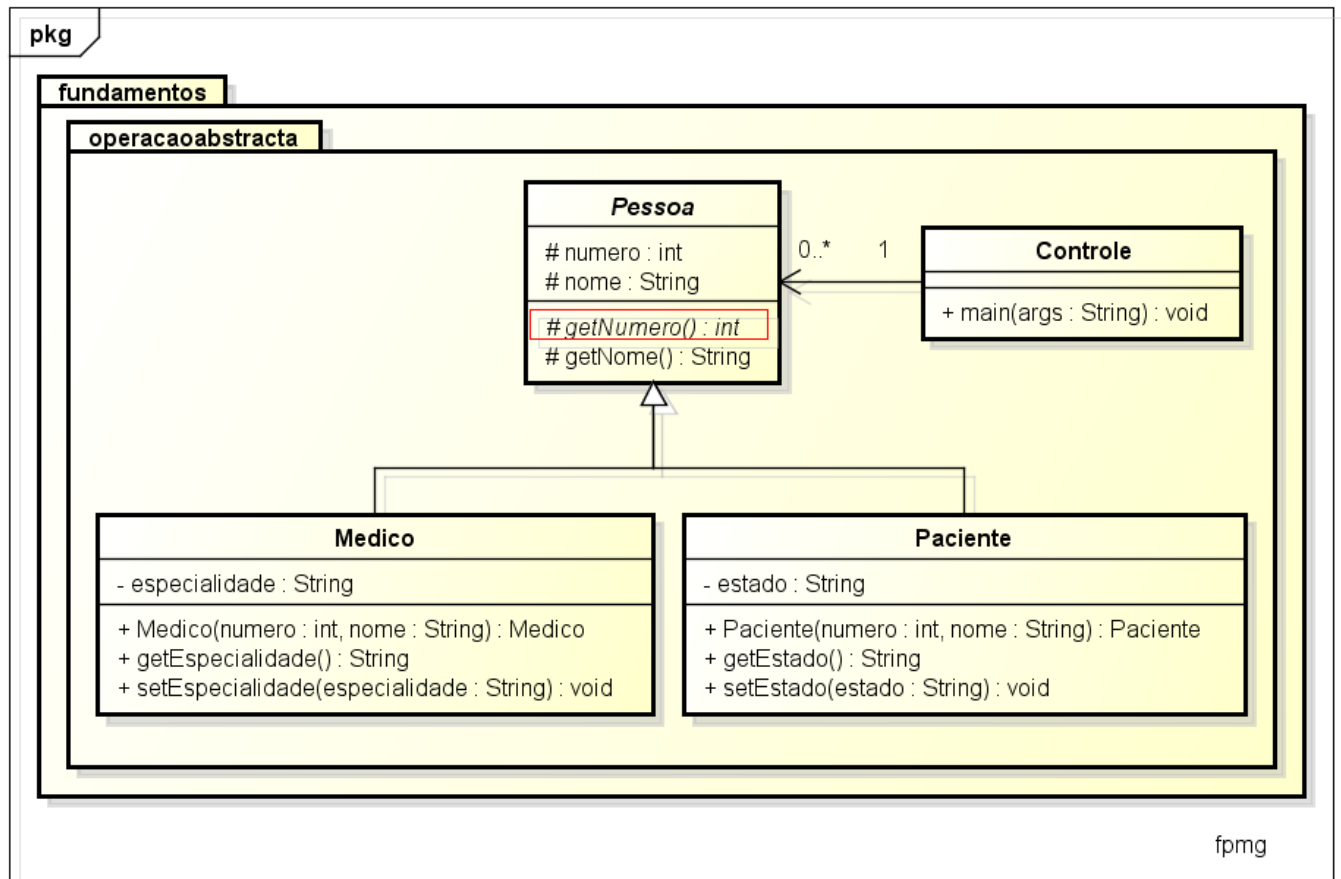 pkg
fundamentos
operacaoabstracta
Pessoa
# numero : int
# nome : String
# getNumero() : int
# getNome() : String
0..* 1
Controle
+ main(args : String) : void
Medico
- especialidade : String
+ Medico(numero : int, nome : String) : Medico
+ getEspecialidade() : String
+ setEspecialidade(especialidade : String) : void
Paciente
- estado : String
+ Paciente(numero : int, nome : String) : Paciente
+ getEstado() : String
+ setEstado(estado : String) : void
fpmg